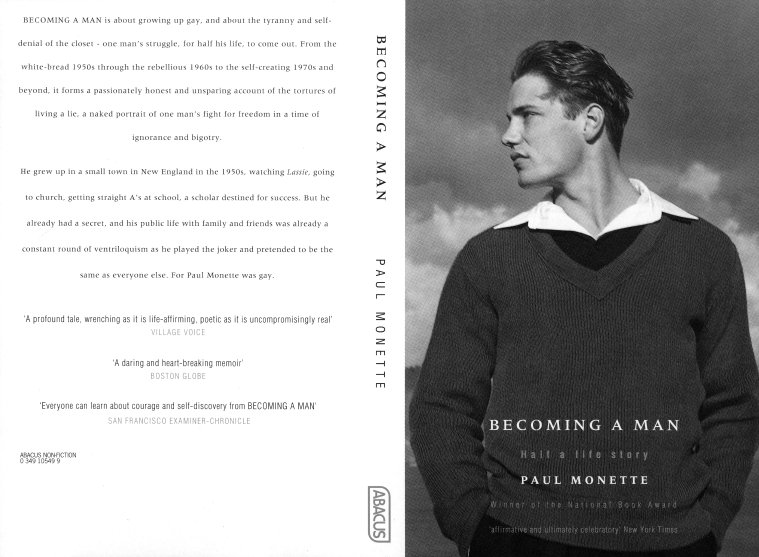 BECOMING A MAN is about growing up gay, and about the tyranny and self-
denial of the closet - one man's struggle, for half his life, to come out. From the
white-bread 1950s through the rebellious 1960s to the self-creating 1970s and
beyond, it forms a passionately honest and unsparing account of the tortures of
living a lie, a naked portrait of one man's fight for freedom in a time of
ignorance and bigotry.
He grew up in a small town in New England in the 1950s, watching Lassie, going
to church, getting straight A's at school, a scholar destined for success. But he
already had a secret, and his public life with family and friends was already a
constant round of ventriloquism as he played the joker and pretended to be the
same as everyone else. For Paul Monette was gay.
'A profound tale, wrenching as it is life-affirming, poetic as it is uncompromisingly real'
VILLAGE VOICE
'A daring and heart-breaking memoir'
BOSTON GLOBE
'Everyone can learn about courage and self-discovery from BECOMING A MAN'
SAN FRANCISCO EXAMINER-CHRONICLE
ABACUS NON-FICTION
0 349 10549 9
BECOMING A MAN
PAUL MONETTE
ABACUS
BECOMING A MAN
Half a life story
PAUL MONETTE
Winner of the National Book Award
'affirmative and ultimately celebratory' New York Times